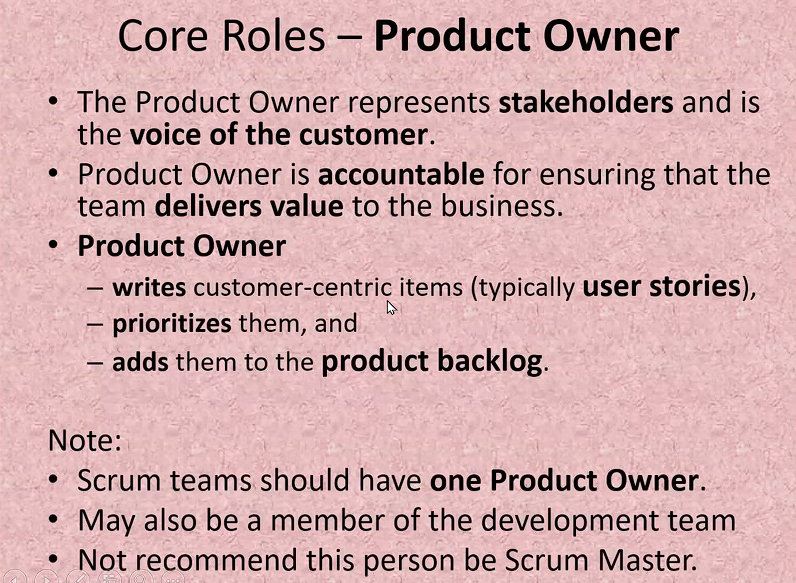 Core Roles – Product Owner
• The Product Owner represents stakeholders and is
the voice of the customer.
• Product Owner is accountable for ensuring that the
team delivers value to the business.
• Product Owner
– writes customer-centric items (typically user stories),
– prioritizes them, and
– adds them to the product backlog.
Note:
• Scrum teams should have one Product Owner.
• May also be a member of the development team
• Not recommend this person be Scrum Master.